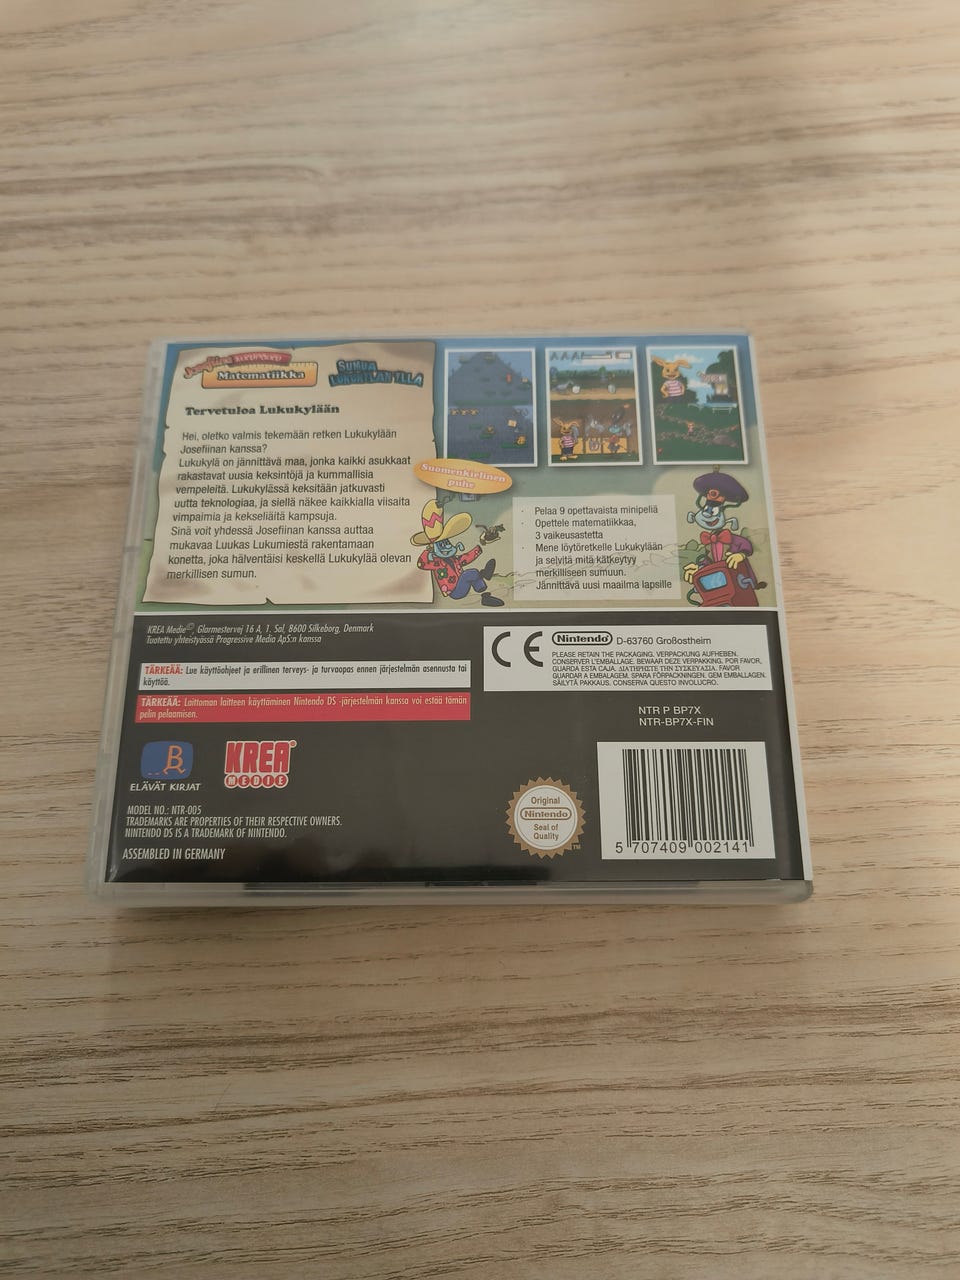 Matematiikka
SUMUA
LUKUKYLÄN YLLÄ
Tervetuloa Lukukylään
Hei, oletko valmis tekemään retken Lukukylään
Josefiinan kanssa?
Lukukylä on jännittävä maa, jonka kaikki asukkaat
rakastavat uusia keksintöjä ja kummallisia
vempeleitä. Lukukylässä keksitään jatkuvasti
uutta teknologiaa, ja siellä näkee kaikkialla viisaita
vimpaimia ja kekseliäitä kampsuja.
Sinä voit yhdessä Josefiinan kanssa auttaa
mukavaa Luukas Lukumiestä rakentamaan
konetta, joka hälventäisi keskellä Lukukylää olevan
merkillisen sumun.
Suomenkielinen
puhe
· Pelaa 9 opettavaista minipeliä
· Opettele matematiikkaa,
3 vaikeusastetta
· Mene löytöretkelle Lukukylään
ja selvitä mitä kätkeytyy
merkilliseen sumuun.
· Jännittävä uusi maailma lapsille
KREA Medie©, Glarmestervej 16 A, 1. Sal, 8600 Silkeborg, Denmark
Tuotettu yhteistyössä Progressive Media ApS:n kanssa
TÄRKEÄÄ: Lue käyttöohjeet ja erillinen terveys- ja turvaopas ennen järjestelmän asennusta tai
käyttöä.
TÄRKEÄÄ: Laittoman laitteen käyttäminen Nintendo DS -järjestelmän kanssa voi estää tämän
pelin pelaamisen.
CE
Nintendo D-63760 Großostheim
PLEASE RETAIN THE PACKAGING. VERPACKUNG AUFHEBEN.
CONSERVER L'EMBALLAGE. BEWAAR DEZE VERPAKKING. POR FAVOR,
GUARDA ESTA CAJA. ΔΙΑΤΗΡΗΣΤΕ ΤΗΝ ΣΥΣΚΕΥΑΣΙΑ. FAVOR
GUARDAR A EMBALAGEM. SPARA FÖRPACKNINGEN. GEM EMBALLAGEN.
SÄILYTÄ PAKKAUS. CONSERVA QUESTO INVOLUCRO.
NTR P BP7X
NTR-BP7X-FIN
B
ELÄVÄT KIRJAT
KREA
MEDIE
MODEL NO.: NTR-005
TRADEMARKS ARE PROPERTIES OF THEIR RESPECTIVE OWNERS.
NINTENDO DS IS A TRADEMARK OF NINTENDO.
ASSEMBLED IN GERMANY
Original
Nintendo
Seal of
Quality
TM
5 707409 002141